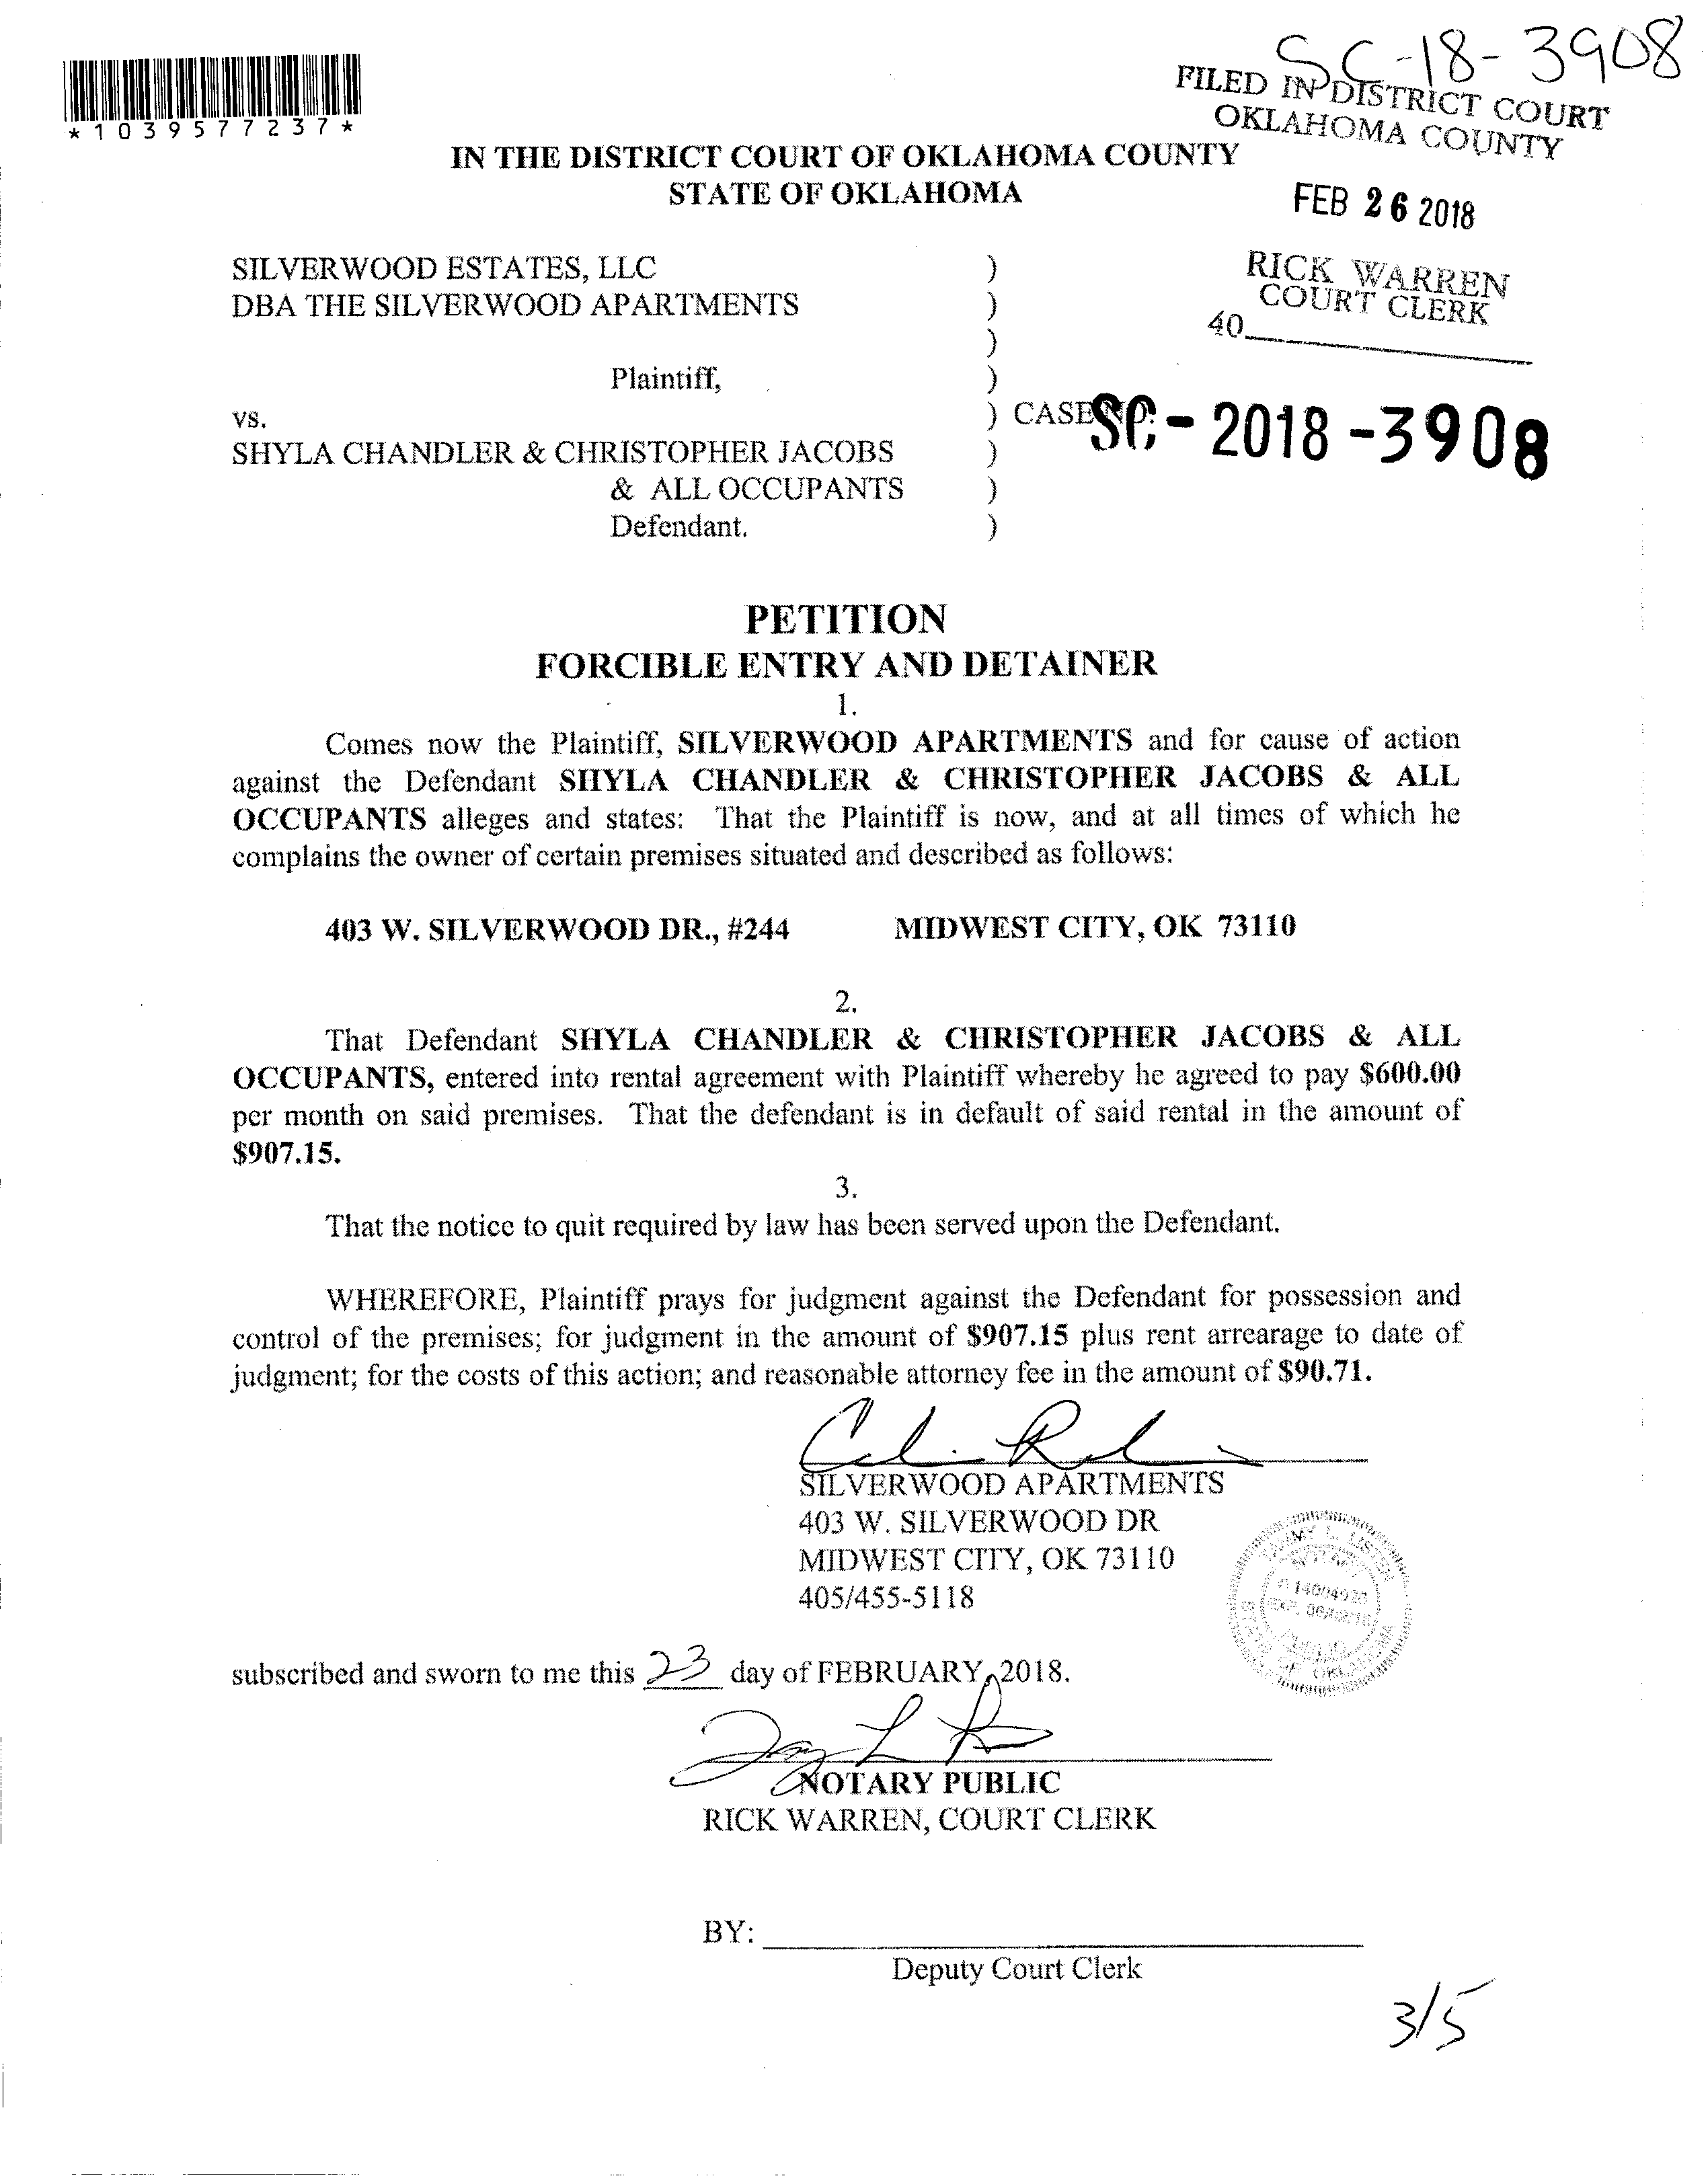 SC-18-3908
*1039577237*
FILED IN DISTRICT COURT
OKLAHOMA COUNTY
IN THE DISTRICT COURT OF OKLAHOMA COUNTY
STATE OF OKLAHOMA
FEB 26 2018
RICK WARREN
COURT CLERK
40
SILVERWOOD ESTATES, LLC )
DBA THE SILVERWOOD APARTMENTS )
)
Plaintiff, )
vs. ) CASE NO. SC-2018-3908
SHYLA CHANDLER & CHRISTOPHER JACOBS )
& ALL OCCUPANTS )
Defendant. )
PETITION
FORCIBLE ENTRY AND DETAINER
1.
Comes now the Plaintiff, SILVERWOOD APARTMENTS and for cause of action
against the Defendant SHYLA CHANDLER & CHRISTOPHER JACOBS & ALL
OCCUPANTS alleges and states: That the Plaintiff is now, and at all times of which he
complains the owner of certain premises situated and described as follows:
403 W. SILVERWOOD DR., #244 MIDWEST CITY, OK 73110
2.
That Defendant SHYLA CHANDLER & CHRISTOPHER JACOBS & ALL
OCCUPANTS, entered into rental agreement with Plaintiff whereby he agreed to pay $600.00
per month on said premises. That the defendant is in default of said rental in the amount of
$907.15.
3.
That the notice to quit required by law has been served upon the Defendant.
WHEREFORE, Plaintiff prays for judgment against the Defendant for possession and
control of the premises; for judgment in the amount of $907.15 plus rent arrearage to date of
judgment; for the costs of this action; and reasonable attorney fee in the amount of $90.71.
SILVERWOOD APARTMENTS
403 W. SILVERWOOD DR
MIDWEST CITY, OK 73110
405/455-5118
subscribed and sworn to me this 23 day of FEBRUARY, 2018.
NOTARY PUBLIC
RICK WARREN, COURT CLERK
BY:
Deputy Court Clerk
3/5